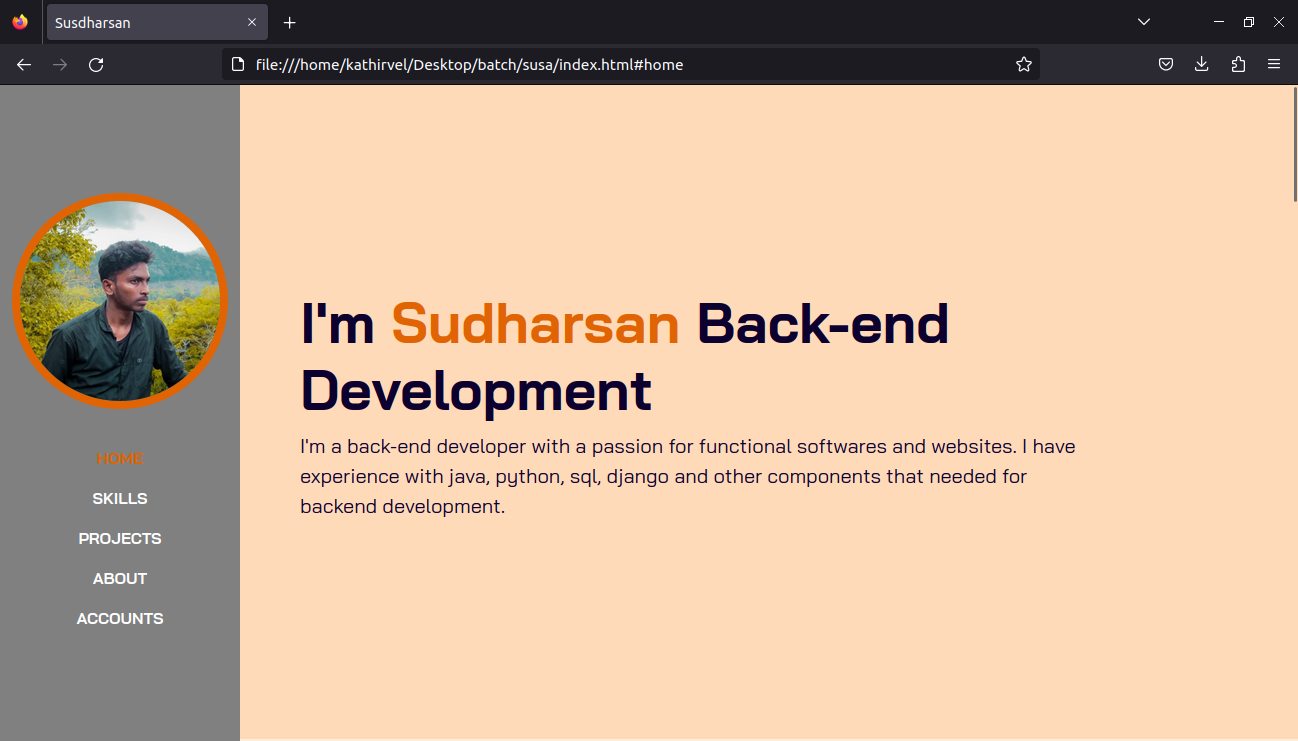 Susdharsan
file:///home/kathirvel/Desktop/batch/susa/index.html#home
HOME
SKILLS
PROJECTS
ABOUT
ACCOUNTS
I'm Sudharsan Back-end
Development
I'm a back-end developer with a passion for functional softwares and websites. I have
experience with java, python, sql, django and other components that needed for
backend development.